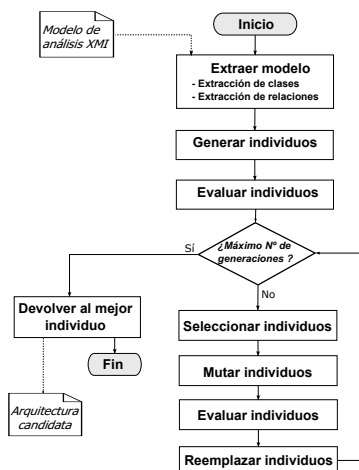 Inicio
Modelo de
análisis XMI
Extraer modelo
- Extracción de clases
- Extracción de relaciones
Generar individuos
Evaluar individuos
¿Máximo Nº de
generaciones ?
Sí
No
Devolver al mejor
individuo
Fin
Arquitectura
candidata
Seleccionar individuos
Mutar individuos
Evaluar individuos
Reemplazar individuos